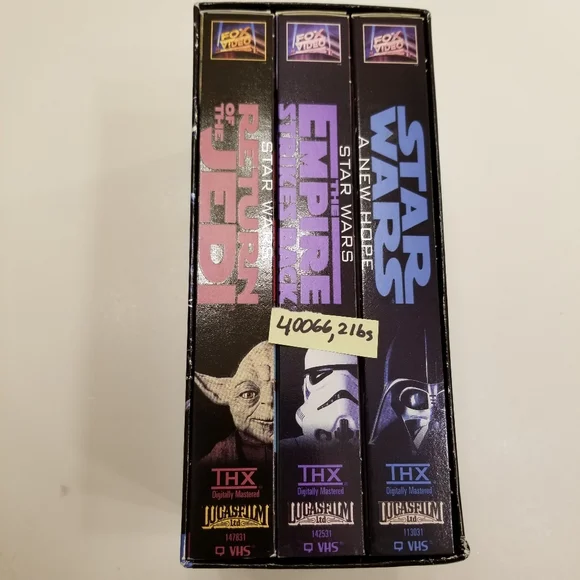 FOX
VIDEO
RETURN
OF THE
JEDI
STAR WARS
THX
Digitally Mastered
LUCASFILM
Ltd
147831
VHS
FOX
VIDEO
THE
EMPIRE
STRIKES BACK
STAR WARS
THX
Digitally Mastered
LUCASFILM
Ltd
142531
VHS
FOX
VIDEO
STAR
WARS
A NEW HOPE
THX
Digitally Mastered
LUCASFILM
Ltd
113031
VHS
40066, 2 lbs